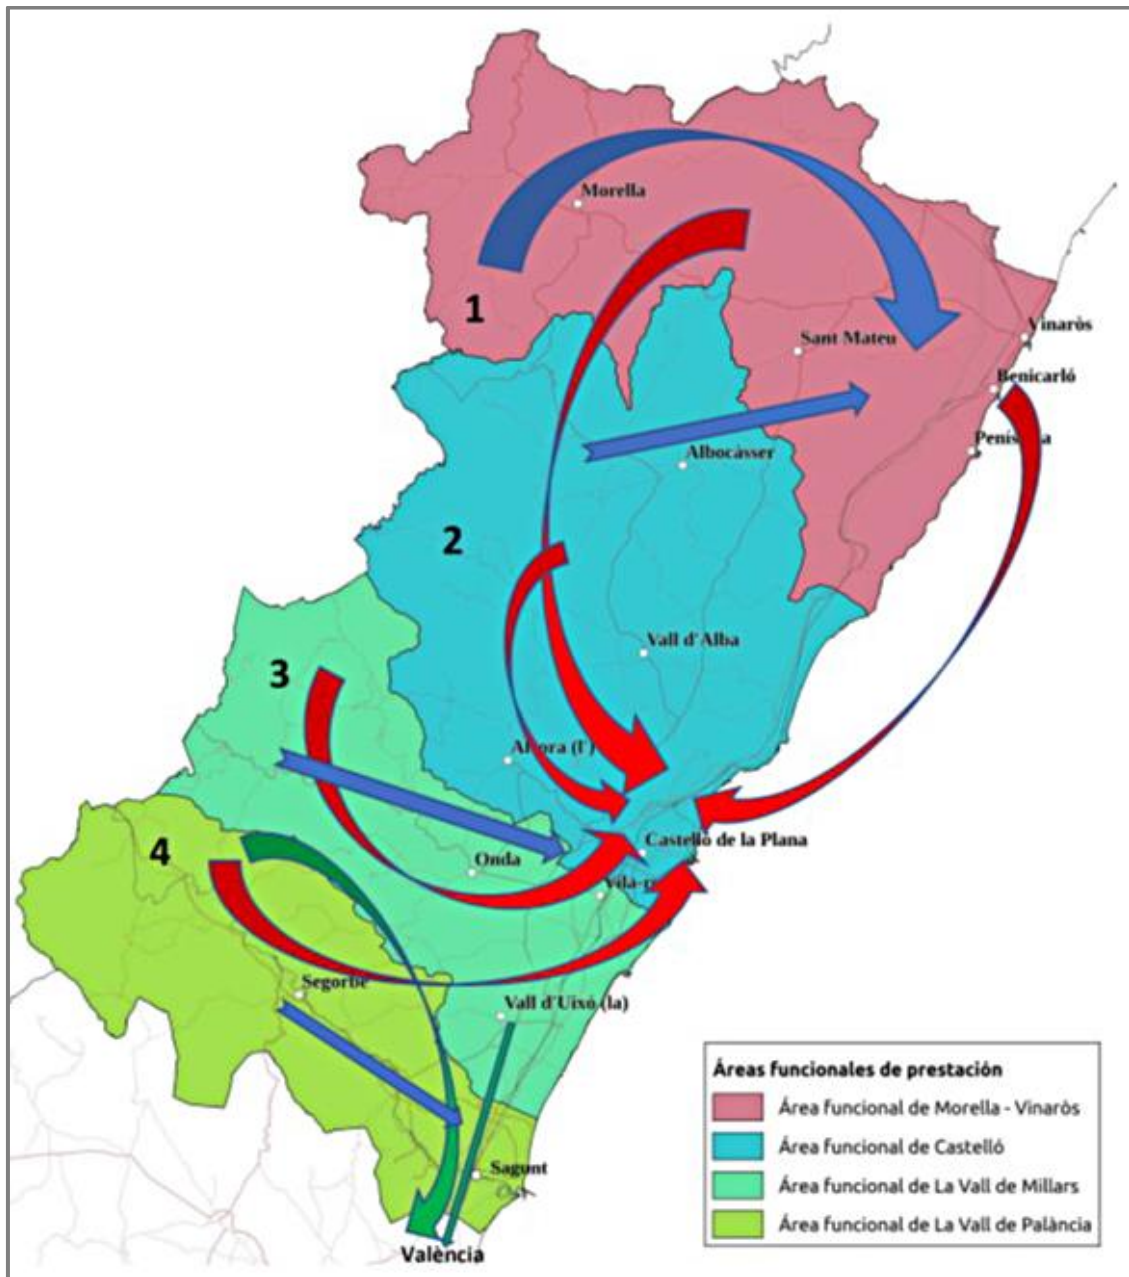 Morella
1
Vinaròs
Sant Mateu
Benicarló
Albocàsser
2
Vall d'Alba
3
(l')
4
Castelló de la Plana
Onda
Segorbe
Vall d'Uixó (la)
Sagunt
València
Áreas funcionales de prestación
Área funcional de Morella - Vinaròs
Área funcional de Castelló
Área funcional de La Vall de Millars
Área funcional de La Vall de Palància